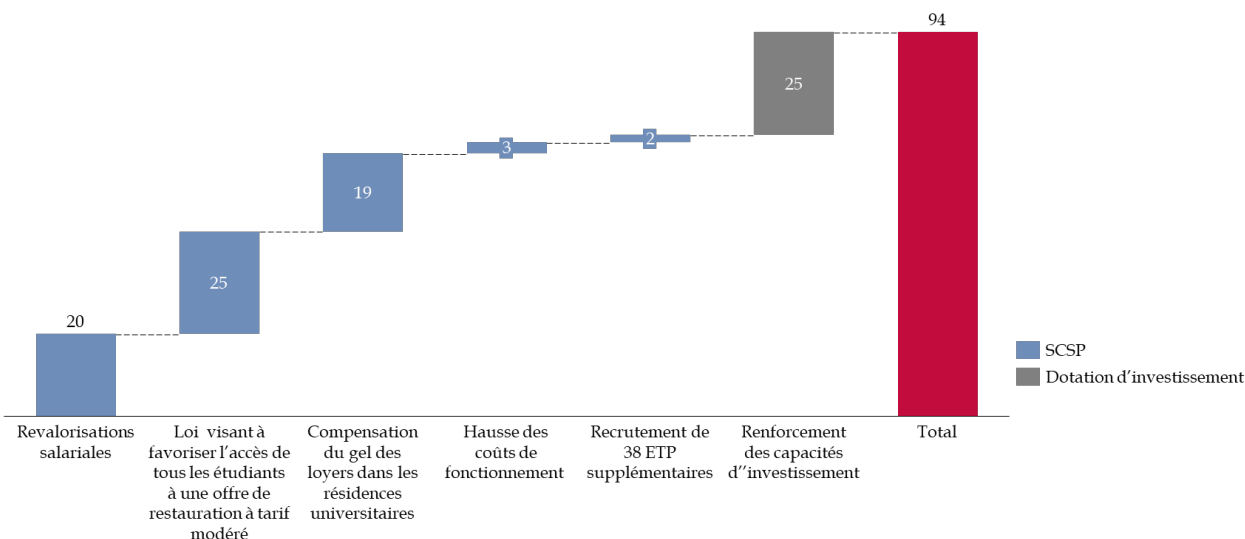 94
25
2
3
19
25
20
SCSP
Dotation d'investissement
Revalorisations
salariales
Loi visant à
favoriser l'accès de
tous les étudiants
à une offre de
restauration à tarif
modéré
Compensation
du gel des
loyers dans les
résidences
universitaires
Hausse des
coûts de
fonctionnement
Recrutement de
38 ETP
supplémentaires
Renforcement
des capacités
d''investissement
Total